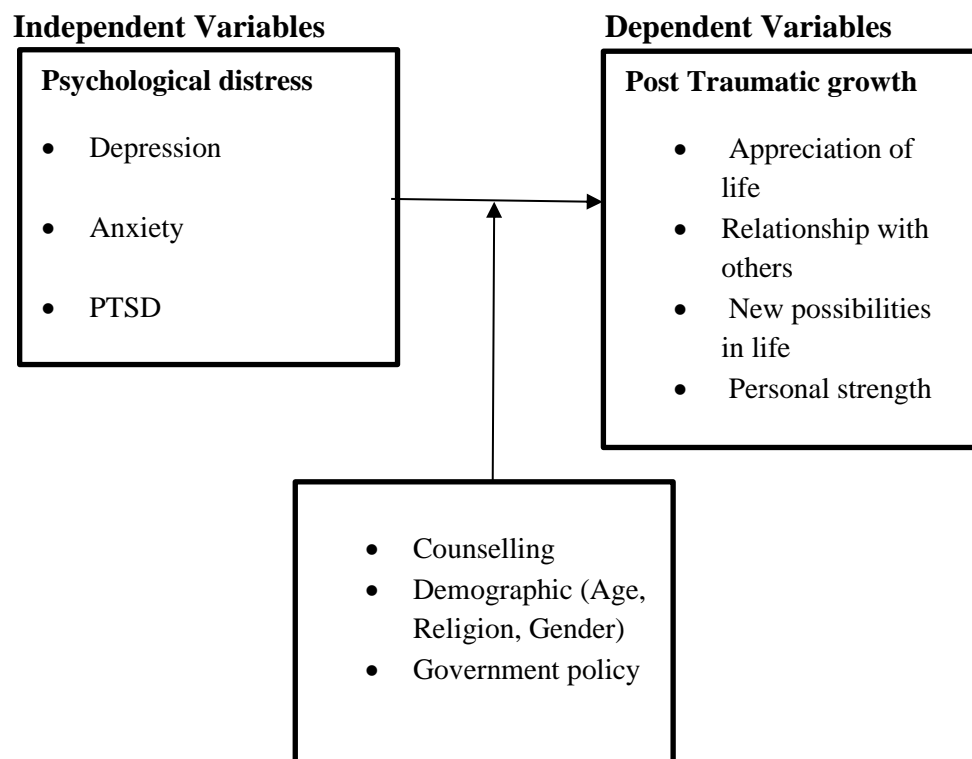 Independent Variables
Psychological distress
• Depression
• Anxiety
• PTSD
Dependent Variables
Post Traumatic growth
• Appreciation of
life
• Relationship with
others
• New possibilities
in life
• Personal strength
• Counselling
• Demographic (Age,
Religion, Gender)
• Government policy